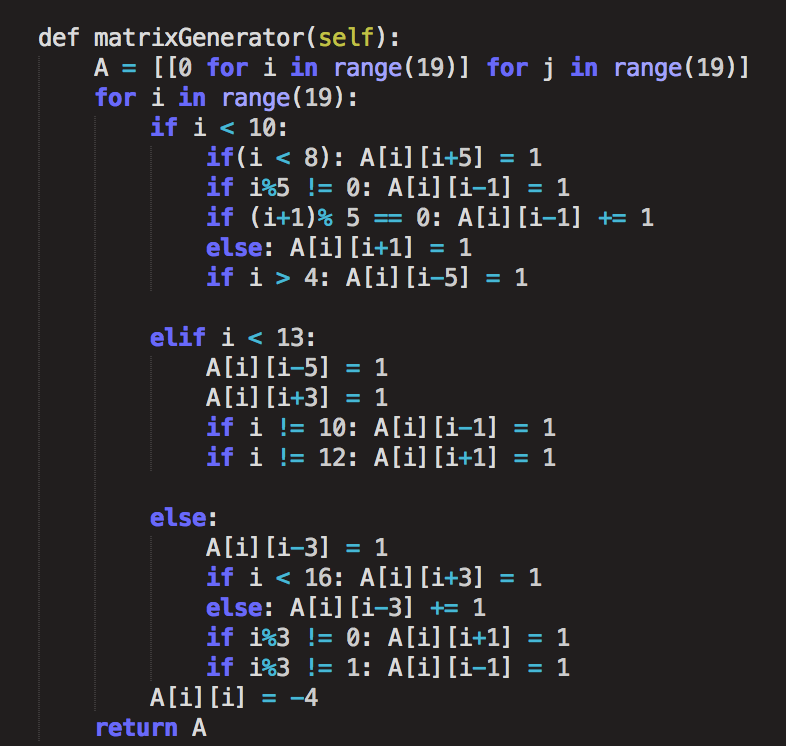 def matrixGenerator(self):
    A = [[0 for i in range(19)] for j in range(19)]
    for i in range(19):
        if i < 10:
            if(i < 8): A[i][i+5] = 1
            if i%5 != 0: A[i][i-1] = 1
            if (i+1)% 5 == 0: A[i][i-1] += 1
            else: A[i][i+1] = 1
            if i > 4: A[i][i-5] = 1

        elif i < 13:
            A[i][i-5] = 1
            A[i][i+3] = 1
            if i != 10: A[i][i-1] = 1
            if i != 12: A[i][i+1] = 1

        else:
            A[i][i-3] = 1
            if i < 16: A[i][i+3] = 1
            else: A[i][i-3] += 1
            if i%3 != 0: A[i][i+1] = 1
            if i%3 != 1: A[i][i-1] = 1
        A[i][i] = -4
    return A